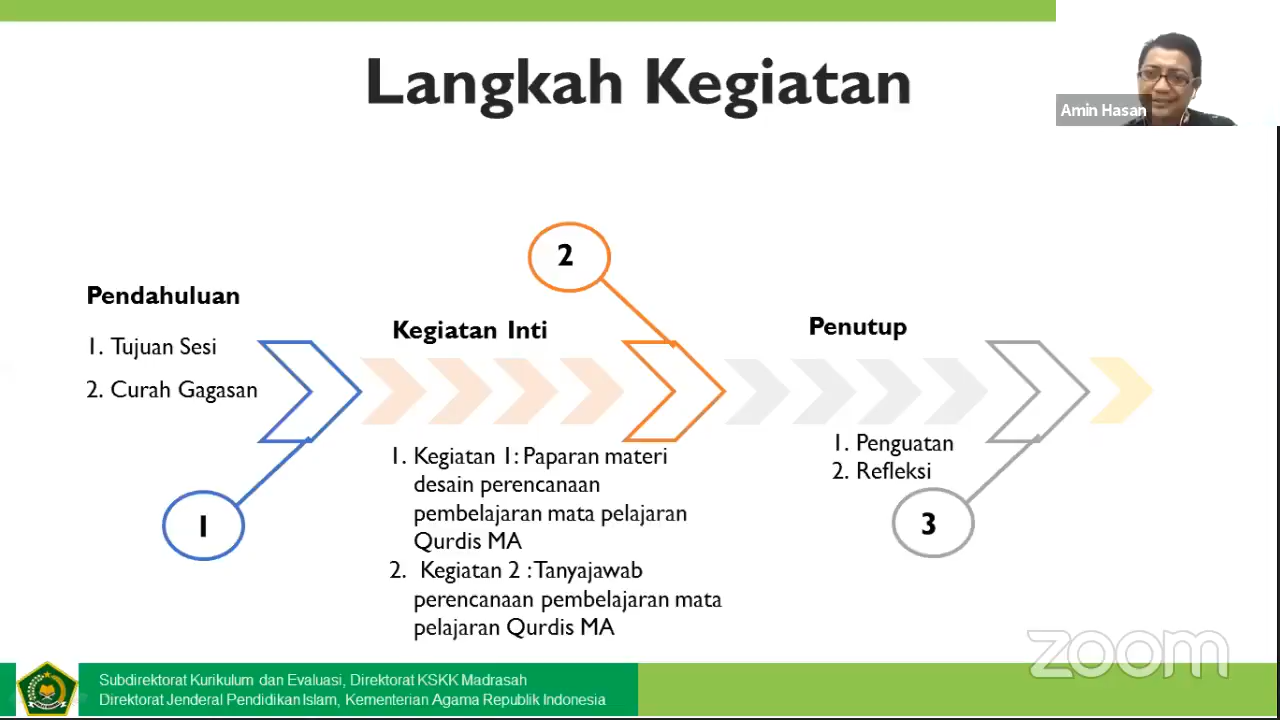 Langkah Kegiatan
Amin Hasan
2
Pendahuluan
1. Tujuan Sesi
2. Curah Gagasan
1
Kegiatan Inti
1. Kegiatan 1: Paparan materi
desain perencanaan
pembelajaran mata pelajaran
Qurdis MA
2. Kegiatan 2 : Tanyajawab
perencanaan pembelajaran mata
pelajaran Qurdis MA
Penutup
1. Penguatan
2. Refleksi
3
zoom
Subdirektorat Kurikulum dan Evaluasi, Direktorat KSKK Madrasah
Direktorat Jenderal Pendidikan Islam, Kementerian Agama Republik Indonesia